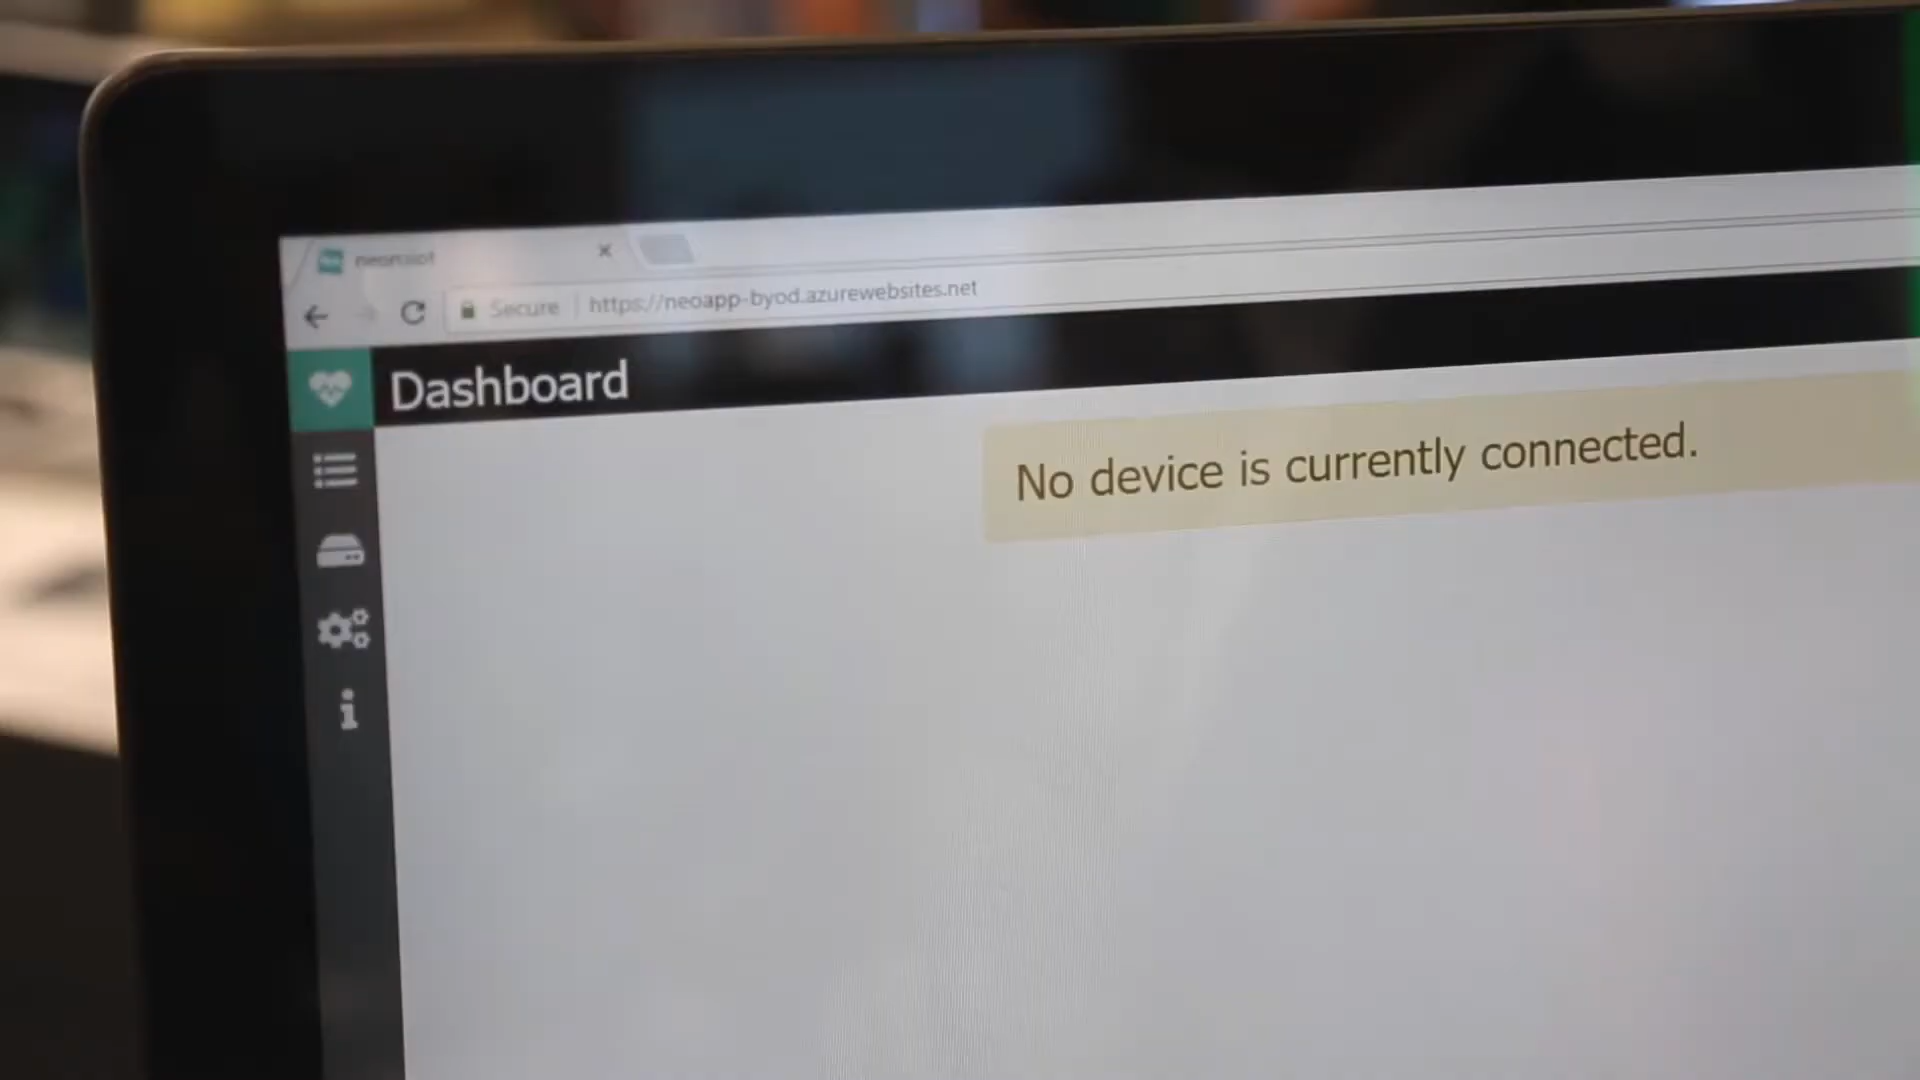 Secure | https://neoapp-byod.azurewebsites.net
Dashboard
No device is currently connected.